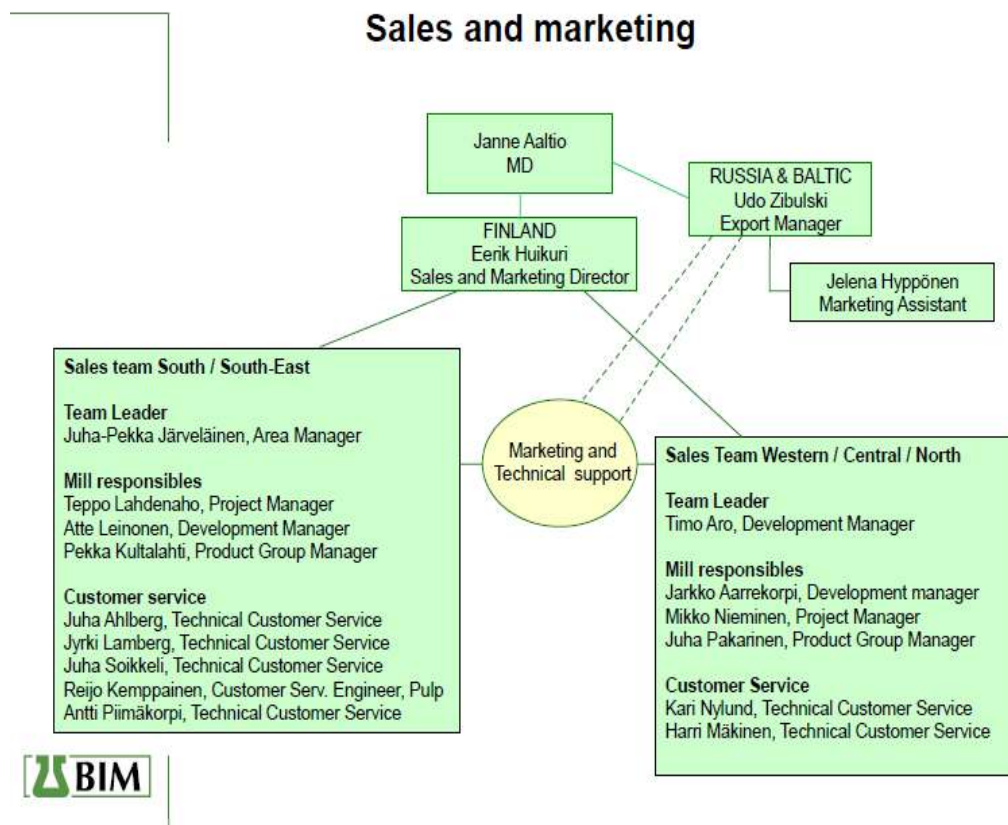 Sales and marketing
Janne Aaltio
MD
RUSSIA & BALTIC
Udo Zibulski
Export Manager
FINLAND
Eerik Huikuri
Sales and Marketing Director
Jelena Hyppönen
Marketing Assistant
Sales team South / South-East
Team Leader
Juha-Pekka Järveläinen, Area Manager
Mill responsibles
Teppo Lahdenaho, Project Manager
Atte Leinonen, Development Manager
Pekka Kultalahti, Product Group Manager
Customer service
Juha Ahlberg, Technical Customer Service
Jyrki Lamberg, Technical Customer Service
Juha Soikkeli, Technical Customer Service
Reijo Kemppainen, Customer Serv. Engineer, Pulp
Antti Piimäkorpi, Technical Customer Service
Marketing and
Technical support
Sales Team Western / Central / North
Team Leader
Timo Aro, Development Manager
Mill responsibles
Jarkko Aarrekorpi, Development manager
Mikko Nieminen, Project Manager
Juha Pakarinen, Product Group Manager
Customer Service
Kari Nylund, Technical Customer Service
Harri Mäkinen, Technical Customer Service
BIM